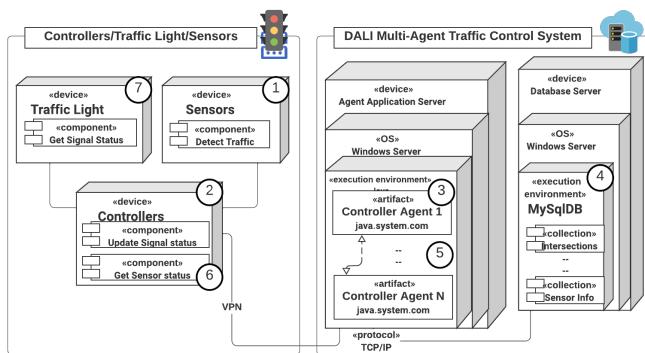 Controllers/Traffic Light/Sensors
DALI Multi-Agent Traffic Control System
7
«device»
Traffic Light
«component»
Get Signal Status
1
«device»
Sensors
«component»
Detect Traffic
2
«device»
Controllers
«component»
Update Signal status
«component»
Get Sensor status
6
VPN
«device»
Agent Application Server
«OS»
Windows Server
«execution environment»
3
«artifact»
Controller Agent 1
java.system.com
--
--
5
«artifact»
Controller Agent N
java.system.com
«protocol»
TCP/IP
«device»
Database Server
«OS»
Windows Server
4
«execution
environment»
MySqlDB
«collection»
Intersections
--
--
«collection»
Sensor Info